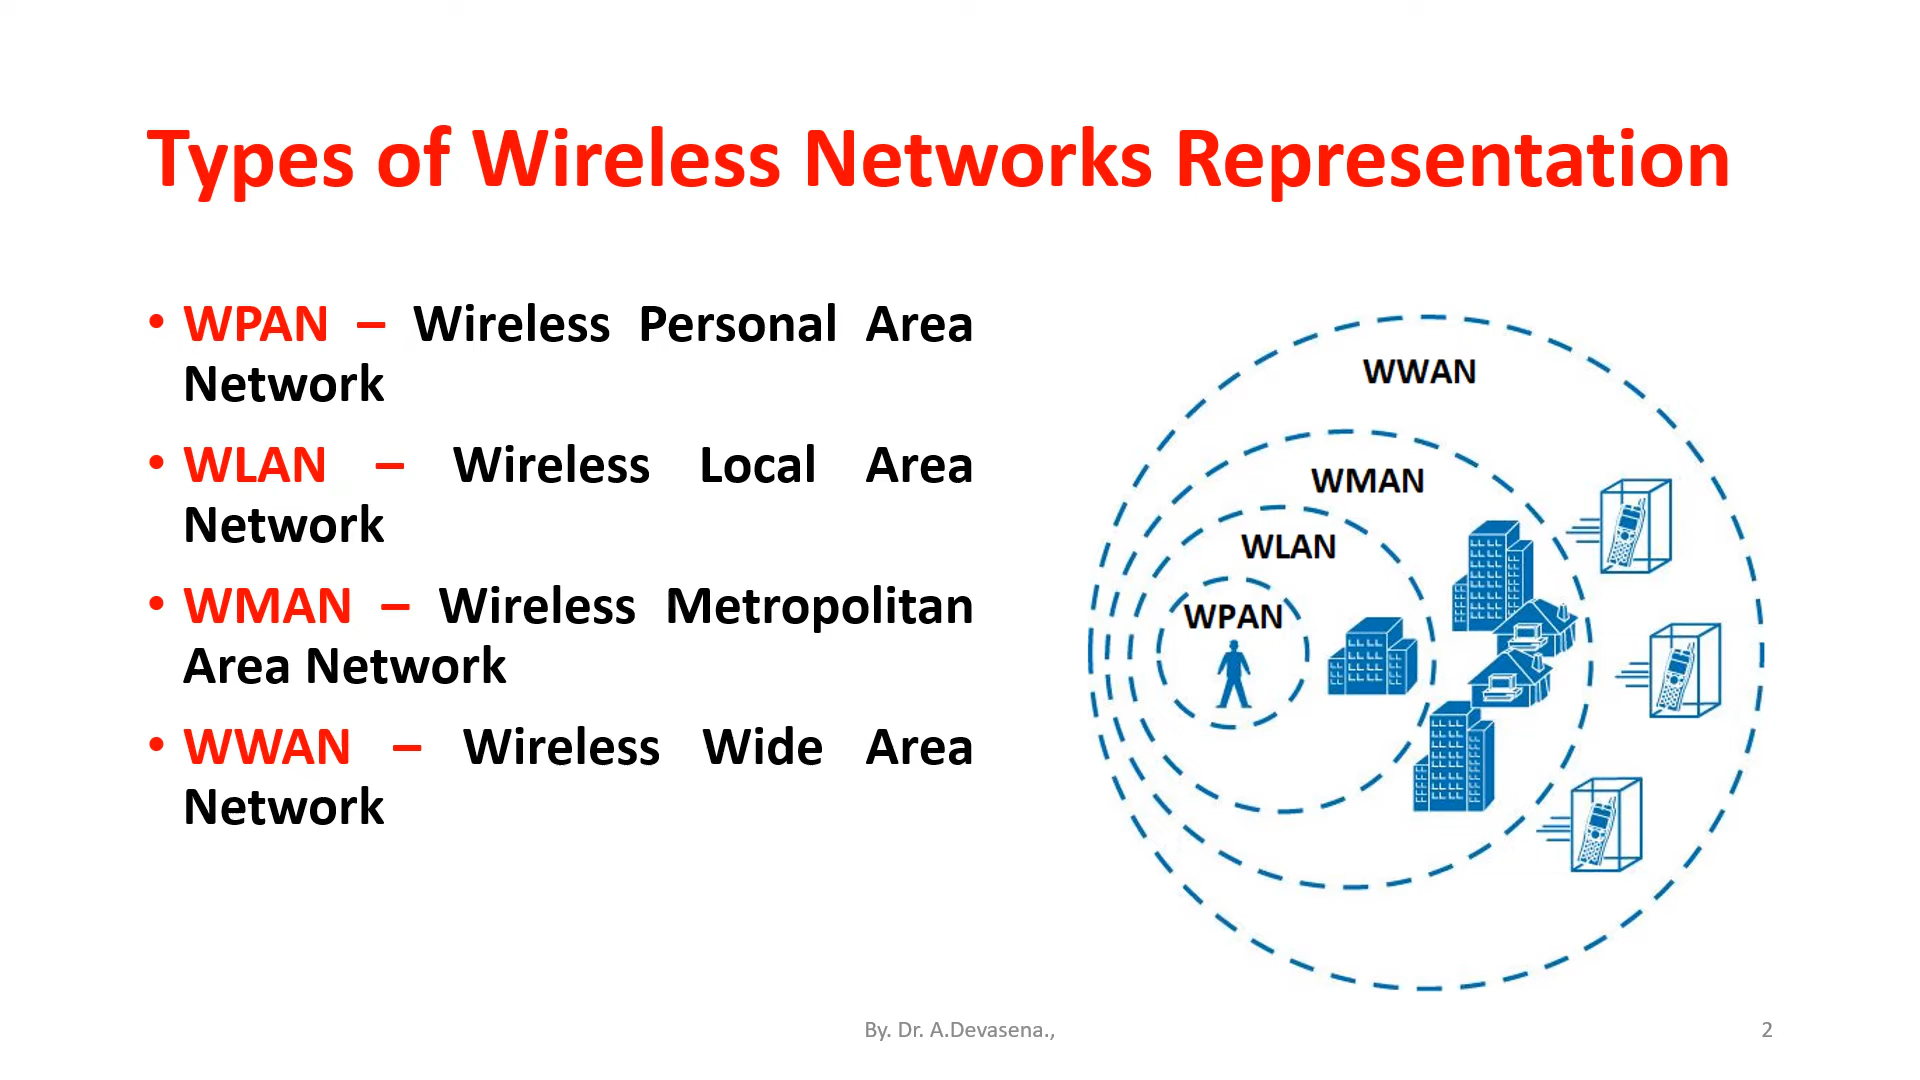 Types of Wireless Networks Representation
• WPAN – Wireless Personal Area
Network
• WLAN – Wireless Local Area
Network
• WMAN – Wireless Metropolitan
Area Network
• WWAN – Wireless Wide Area
Network
WWAN
WMAN
WLAN
WPAN
By. Dr. A.Devasena.,
2